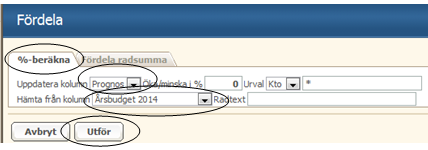 Fördela
%-beräkna Fördela radsumma
Uppdatera kolumn Prognos Öka/minska i % 0 Urval Kto *
Hämta från kolumn Årsbudget 2014 Radtext
Avbryt Utför